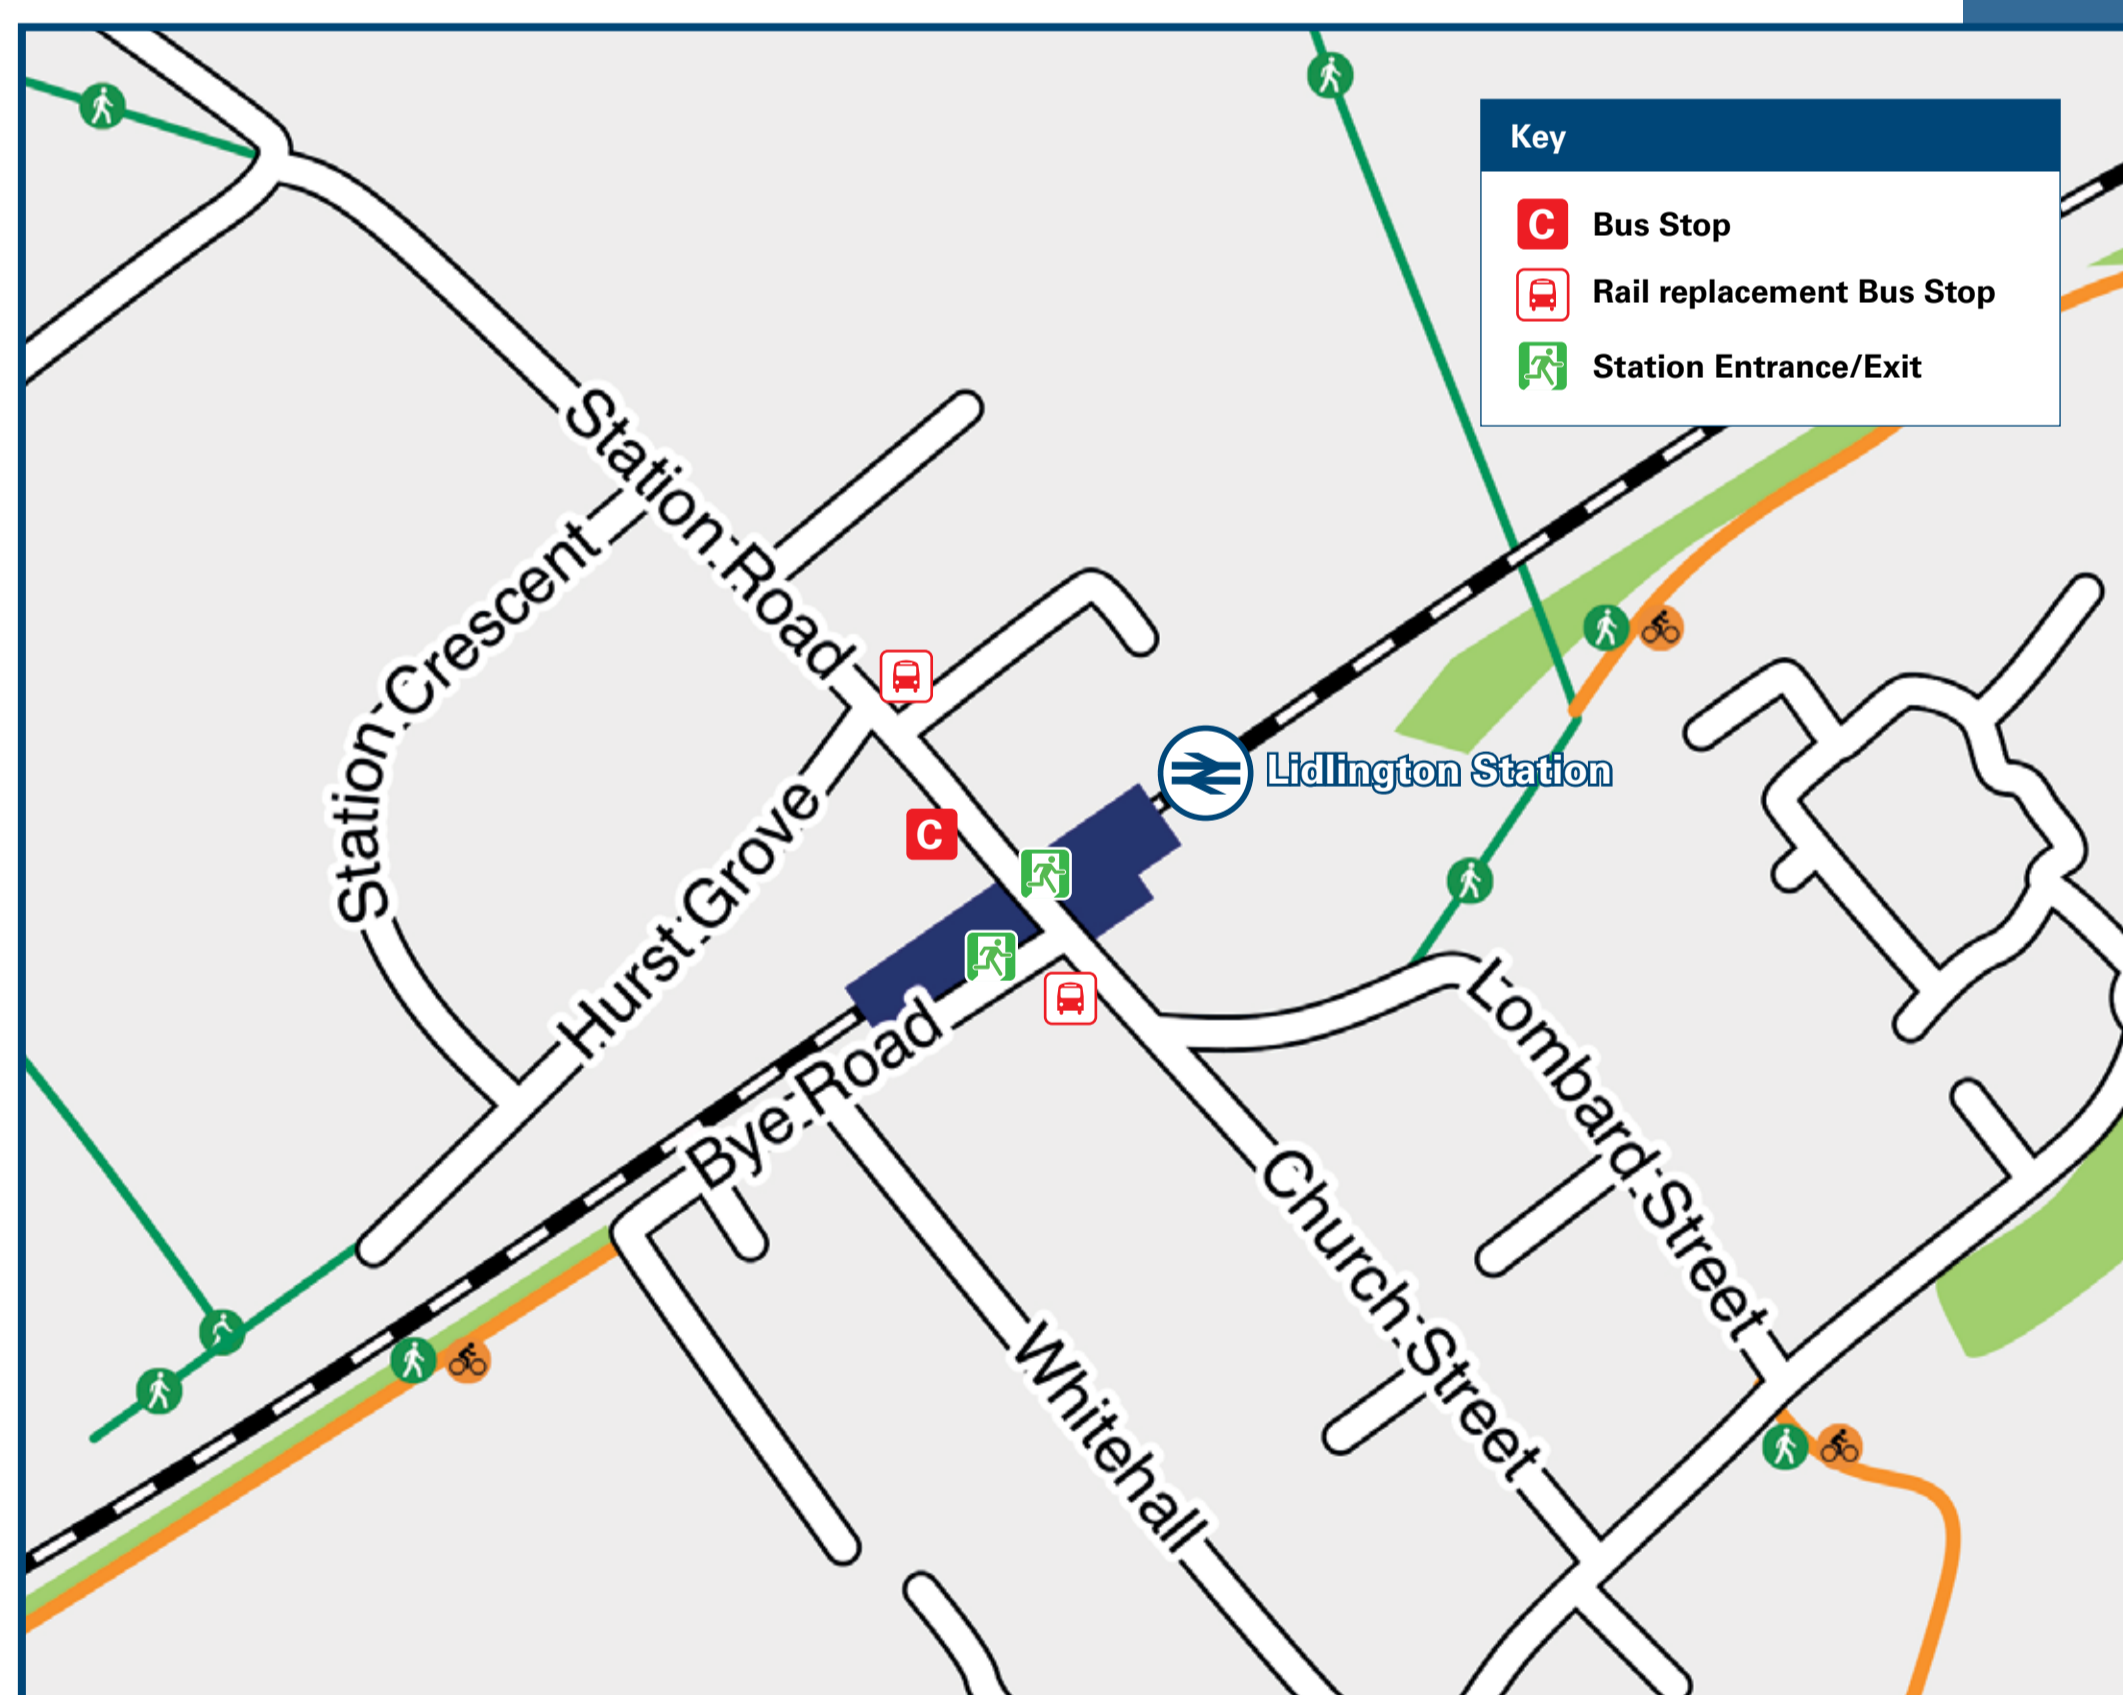 Key
C
Bus Stop
Rail replacement Bus Stop
Station Entrance/Exit
Station Road
Station Crescent
Hurst Grove
C
Lidlington Station
Bye Road
Lombard Street
Church Street
Whitehall